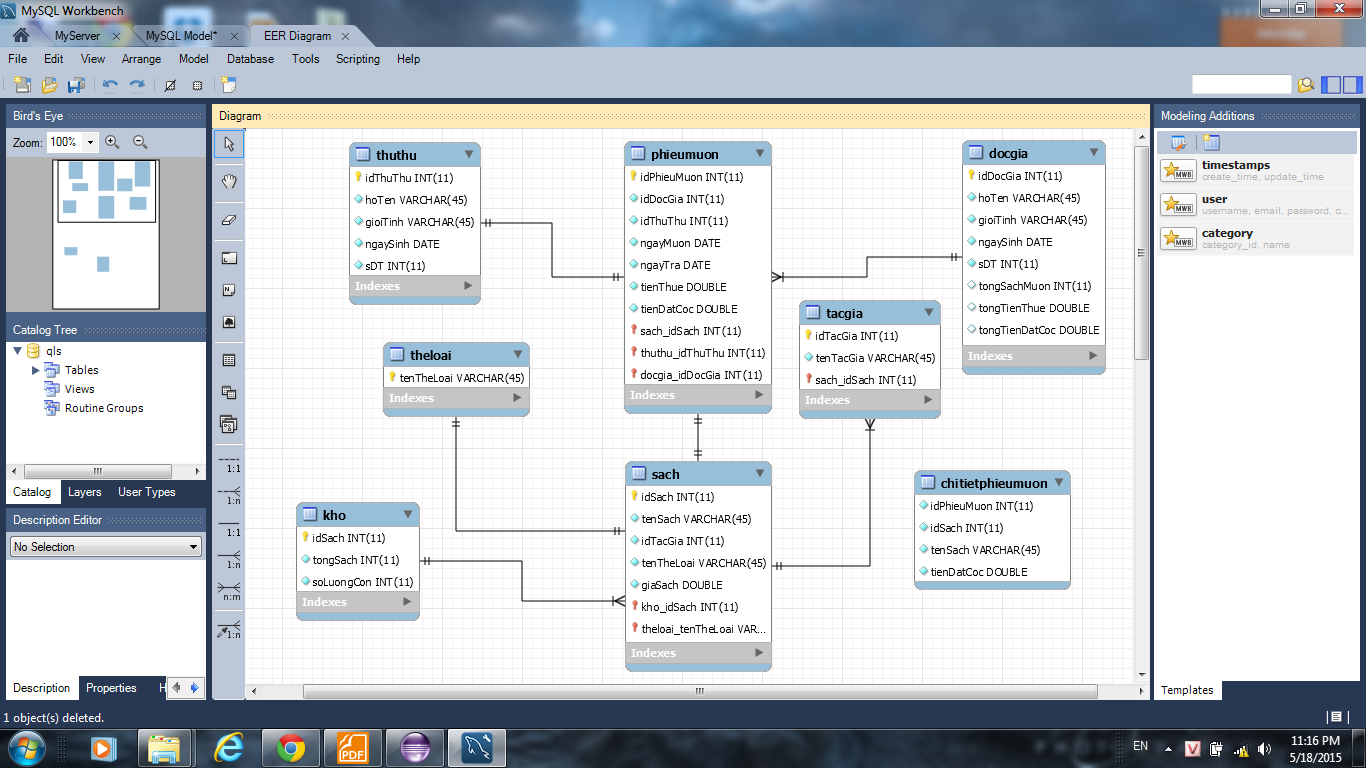 MySQL Workbench
MyServer
MySQL Model*
EER Diagram
File Edit View Arrange Model Database Tools Scripting Help
Bird's Eye
Zoom: 100%
Catalog Tree
qls
Tables
Views
Routine Groups
Catalog Layers User Types
Description Editor
No Selection
Description Properties H
1 object(s) deleted.
Diagram
1:1
1:n
1:1
1:n
n:m
1:n
thuthu
idThuThu INT(11)
hoTen VARCHAR(45)
gioiTinh VARCHAR(45)
ngaySinh DATE
sDT INT(11)
Indexes
phieumuon
idPhieuMuon INT(11)
idDocGia INT(11)
idThuThu INT(11)
ngayMuon DATE
ngayTra DATE
tienThue DOUBLE
tienDatCoc DOUBLE
sach_idSach INT(11)
thuthu_idThuThu INT(11)
docgia_idDocGia INT(11)
Indexes
docgia
idDocGia INT(11)
hoTen VARCHAR(45)
gioiTinh VARCHAR(45)
ngaySinh DATE
sDT INT(11)
tongSachMuon INT(11)
tongTienThue DOUBLE
tongTienDatCoc DOUBLE
Indexes
tacgia
idTacGia INT(11)
tenTacGia VARCHAR(45)
sach_idSach INT(11)
Indexes
theloai
tenTheLoai VARCHAR(45)
Indexes
kho
idSach INT(11)
tongSach INT(11)
soLuongCon INT(11)
Indexes
sach
idSach INT(11)
tenSach VARCHAR(45)
idTacGia INT(11)
tenTheLoai VARCHAR(45)
giaSach DOUBLE
kho_idSach INT(11)
theloai_tenTheLoai VAR...
Indexes
chitietphieumuon
idPhieuMuon INT(11)
idSach INT(11)
tenSach VARCHAR(45)
tienDatCoc DOUBLE
Modeling Additions
MWB
timestamps
create_time, update_time
MWB
user
username, email, password, c...
MWB
category
category_id, name
Templates
PDF
EN
V
11:16 PM
5/18/2015